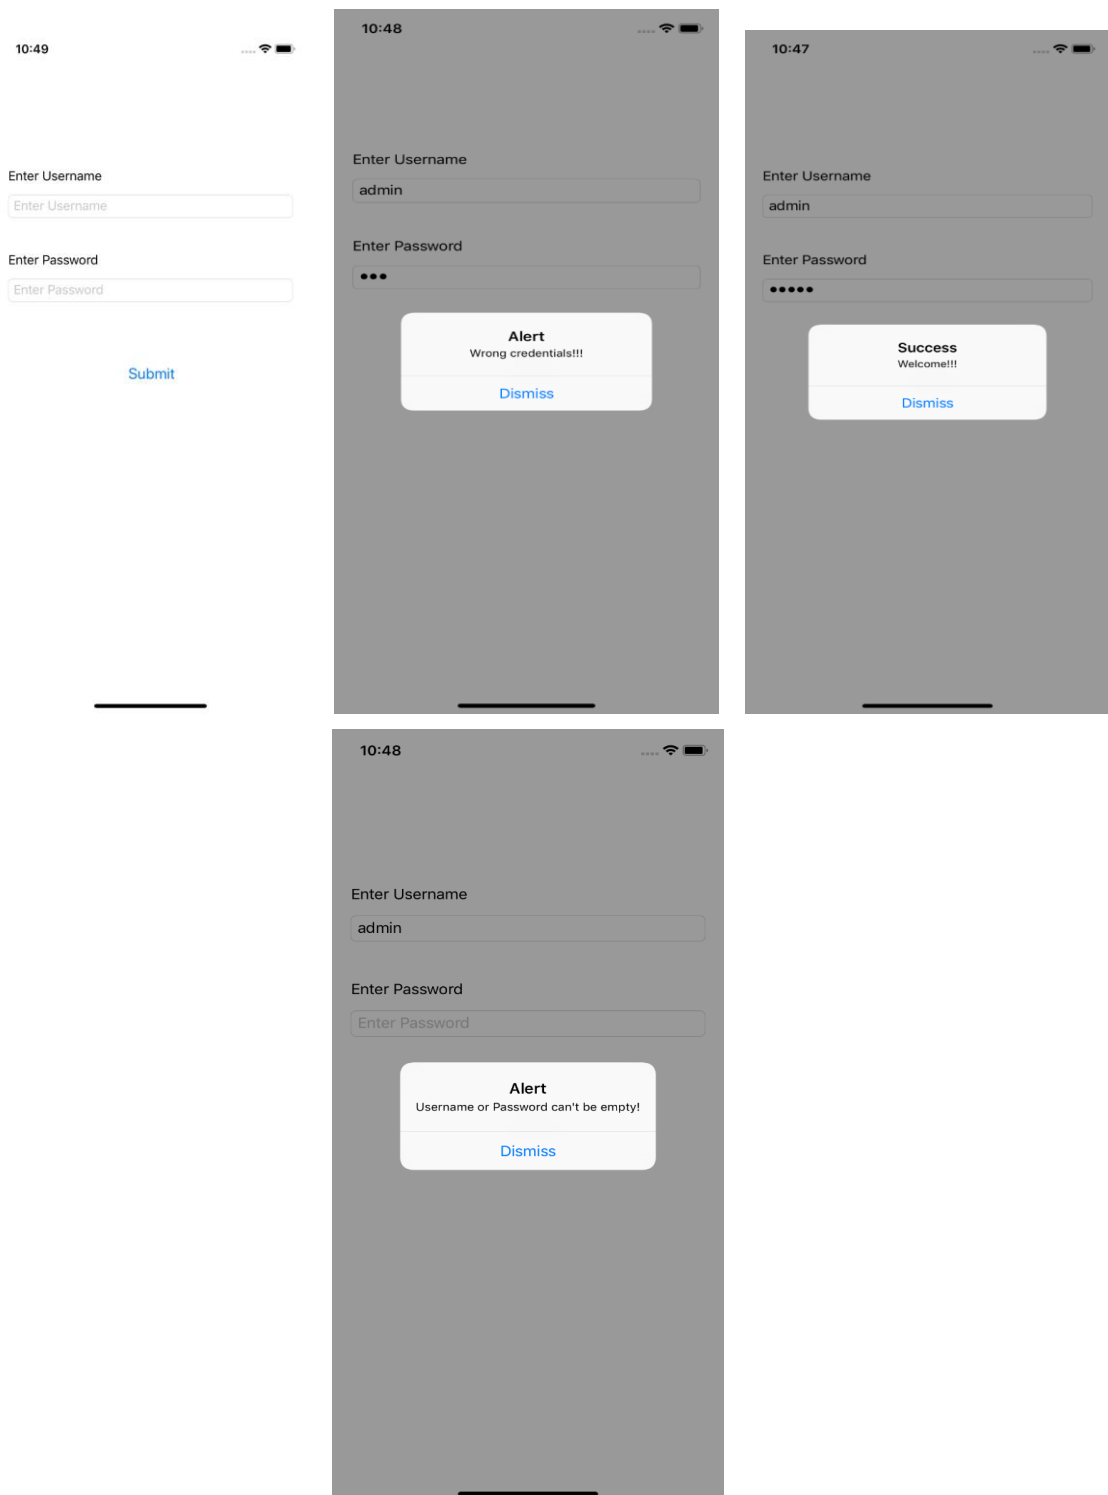 10:49
Enter Username
Enter Username
Enter Password
Enter Password
Submit
10:48
Enter Username
admin
Enter Password
•••
Alert
Wrong credentials!!!
Dismiss
10:47
Enter Username
admin
Enter Password
•••••
Success
Welcome!!!
Dismiss
10:48
Enter Username
admin
Enter Password
Enter Password
Alert
Username or Password can't be empty!
Dismiss